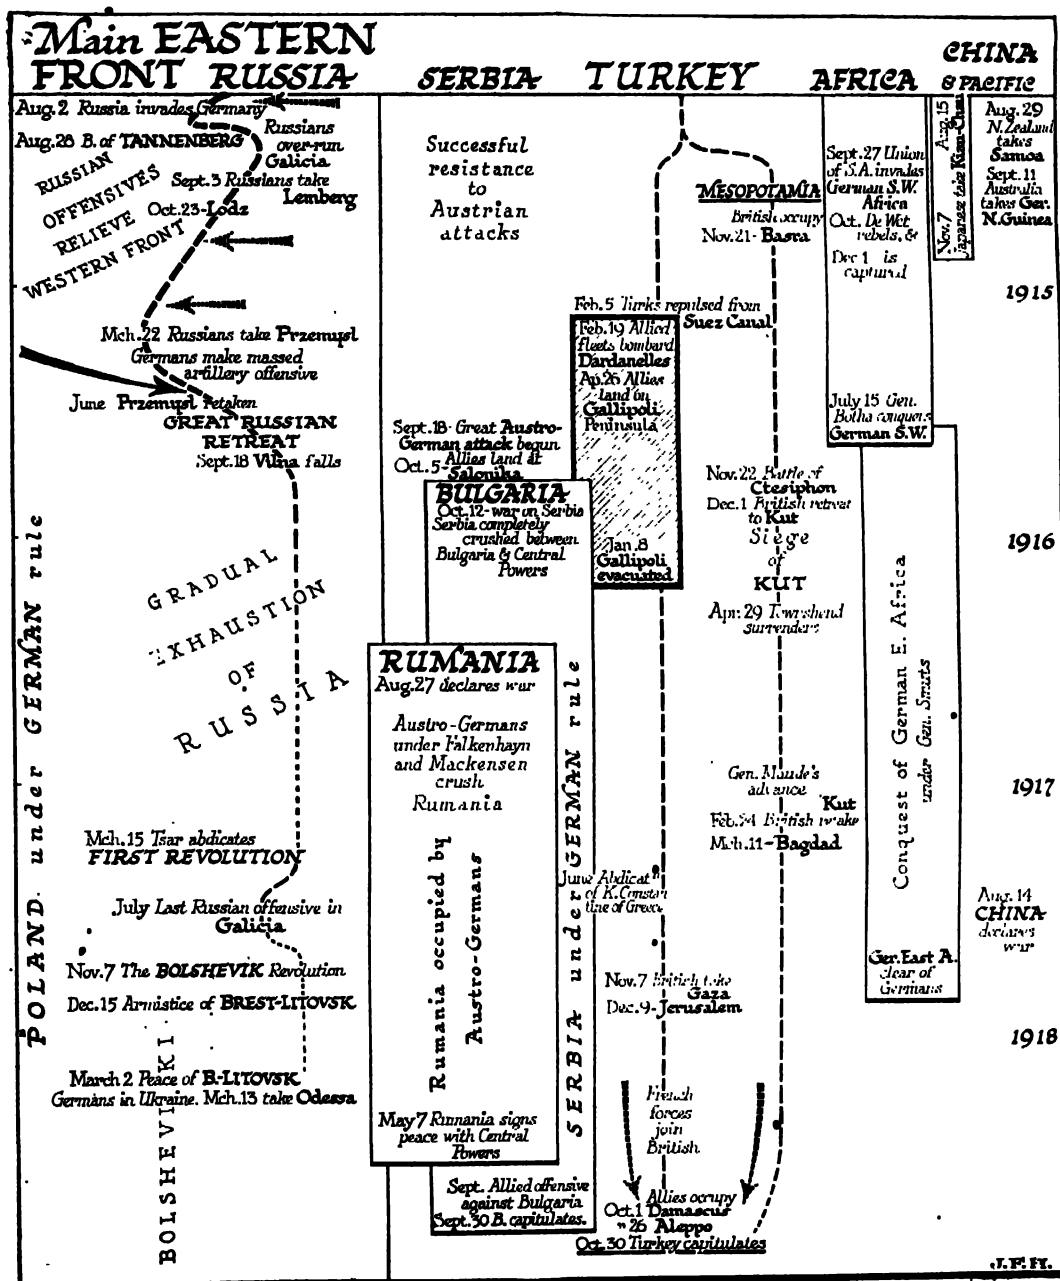 Main EASTERN
FRONT RUSSIA
SERBIA
TURKEY
AFRICA
CHINA
& PACIFIC
Aug. 2 Russia invades Germany
Aug. 28 B. of TANNENBERG
Russians
over-run
Galicia
RUSSIAN
OFFENSIVES
RELIEVE
WESTERN FRONT
Sept. 3 Russians take
Lemberg
Oct. 23-Lodz
Mch. 22 Russians take Przemysl
Germans make massed
artillery offensive
June Przemysl retaken
GREAT RUSSIAN
RETREAT
Sept. 18 Vilna falls
GRADUAL
EXHAUSTION
OF
RUSSIA
POLAND under GERMAN rule
Mch. 15 Tsar abdicates
FIRST REVOLUTION
July Last Russian offensive in
Galicia
Nov. 7 The BOLSHEVIK Revolution
Dec. 15 Armistice of BREST-LITOVSK
March 2 Peace of B.-LITOVSK
Germans in Ukraine. Mch. 13 take Odessa
BOLSHEVIKI
Successful
resistance
to
Austrian
attacks
Sept. 18- Great Austro-
German attack begun
Oct. 5- Allies land at
Salonika
BULGARIA
Oct. 12-war on Serbia
Serbia completely
crushed between
Bulgaria & Central
Powers
RUMANIA
Aug. 27 declares war
Austro-Germans
under Falkenhayn
and Mackensen
crush
Rumania
Rumania occupied by
Austro-Germans
May 7 Rumania signs
peace with Central
Powers
Sept. Allied offensive
against Bulgaria
Sept. 30 B. capitulates.
SERBIA under GERMAN rule
MESOPOTAMIA
British occupy
Nov. 21- Basra
Feb. 5 Turks repulsed from
Suez Canal
Feb. 19 Allied
fleets bombard
Dardanelles
Ap. 26 Allies
land on
Gallipoli
Peninsula
Jan. 8
Gallipoli
evacuated
Nov. 22 Battle of
Ctesiphon
Dec. 1 British retreat
to Kut
Siege
of
KUT
Apr. 29 Townshend
surrenders
Gen. Maude's
advance
Kut
Feb. 24 British retake
Mch. 11-Bagdad
June Abdicatn
of K. Constan
tine of Greece
Nov. 7 British take
Gaza
Dec. 9- Jerusalem
French
forces
join
British
Allies occupy
Oct. 1 Damascus
" 26 Aleppo
Oct. 30 Turkey capitulates
Sept. 27 Union
of S.A. invades
German S.W.
Africa
Oct. De Wet
rebels, &
Dec 1 is
captured
July 15 Gen.
Botha conquers
German S.W.
Conquest of German E. Africa
under Gen. Smuts
Ger. East A.
clear of
Germans
Aug. 15
Nov. 7
Japanese take Kiau-Chau
Aug. 29
N. Zealand
takes
Samoa
Sept. 11
Australia
takes Ger.
N. Guinea
1915
1916
1917
Aug. 14
CHINA
declares
war
1918
J.F.H.